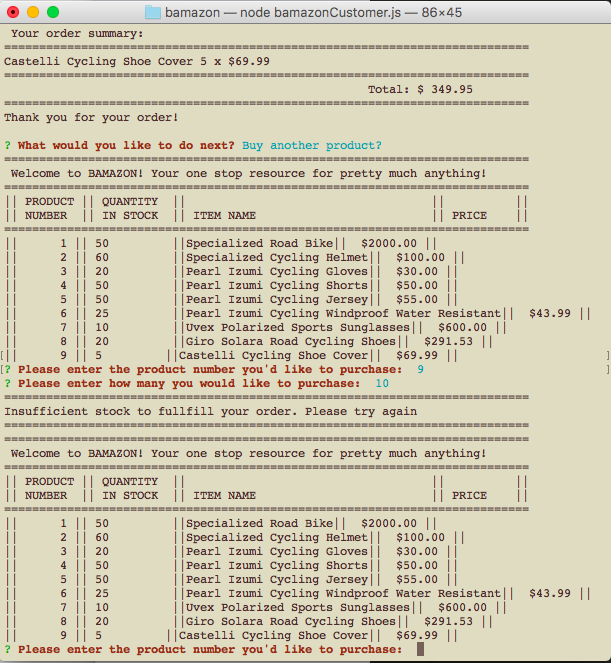 bamazon — node bamazonCustomer.js — 86×45
Your order summary:
===========================================================================
Castelli Cycling Shoe Cover 5 x $69.99
===========================================================================
Total: $ 349.95
===========================================================================
Thank you for your order!
? What would you like to do next? Buy another product?
===========================================================================
Welcome to BAMAZON! Your one stop resource for pretty much anything!
===========================================================================
|| PRODUCT || QUANTITY || || ||
|| NUMBER || IN STOCK || ITEM NAME || PRICE ||
===========================================================================
|| 1 || 50 ||Specialized Road Bike|| $2000.00 ||
|| 2 || 60 ||Specialized Cycling Helmet|| $100.00 ||
|| 3 || 20 ||Pearl Izumi Cycling Gloves|| $30.00 ||
|| 4 || 50 ||Pearl Izumi Cycling Shorts|| $50.00 ||
|| 5 || 50 ||Pearl Izumi Cycling Jersey|| $55.00 ||
|| 6 || 25 ||Pearl Izumi Cycling Windproof Water Resistant|| $43.99 ||
|| 7 || 10 ||Uvex Polarized Sports Sunglasses|| $600.00 ||
|| 8 || 20 ||Giro Solara Road Cycling Shoes|| $291.53 ||
|| 9 || 5 ||Castelli Cycling Shoe Cover|| $69.99 ||
? Please enter the product number you'd like to purchase: 9
? Please enter how many you would like to purchase: 10
===========================================================================
Insufficient stock to fullfill your order. Please try again
===========================================================================
===========================================================================
Welcome to BAMAZON! Your one stop resource for pretty much anything!
===========================================================================
|| PRODUCT || QUANTITY || || ||
|| NUMBER || IN STOCK || ITEM NAME || PRICE ||
===========================================================================
|| 1 || 50 ||Specialized Road Bike|| $2000.00 ||
|| 2 || 60 ||Specialized Cycling Helmet|| $100.00 ||
|| 3 || 20 ||Pearl Izumi Cycling Gloves|| $30.00 ||
|| 4 || 50 ||Pearl Izumi Cycling Shorts|| $50.00 ||
|| 5 || 50 ||Pearl Izumi Cycling Jersey|| $55.00 ||
|| 6 || 25 ||Pearl Izumi Cycling Windproof Water Resistant|| $43.99 ||
|| 7 || 10 ||Uvex Polarized Sports Sunglasses|| $600.00 ||
|| 8 || 20 ||Giro Solara Road Cycling Shoes|| $291.53 ||
|| 9 || 5 ||Castelli Cycling Shoe Cover|| $69.99 ||
? Please enter the product number you'd like to purchase: